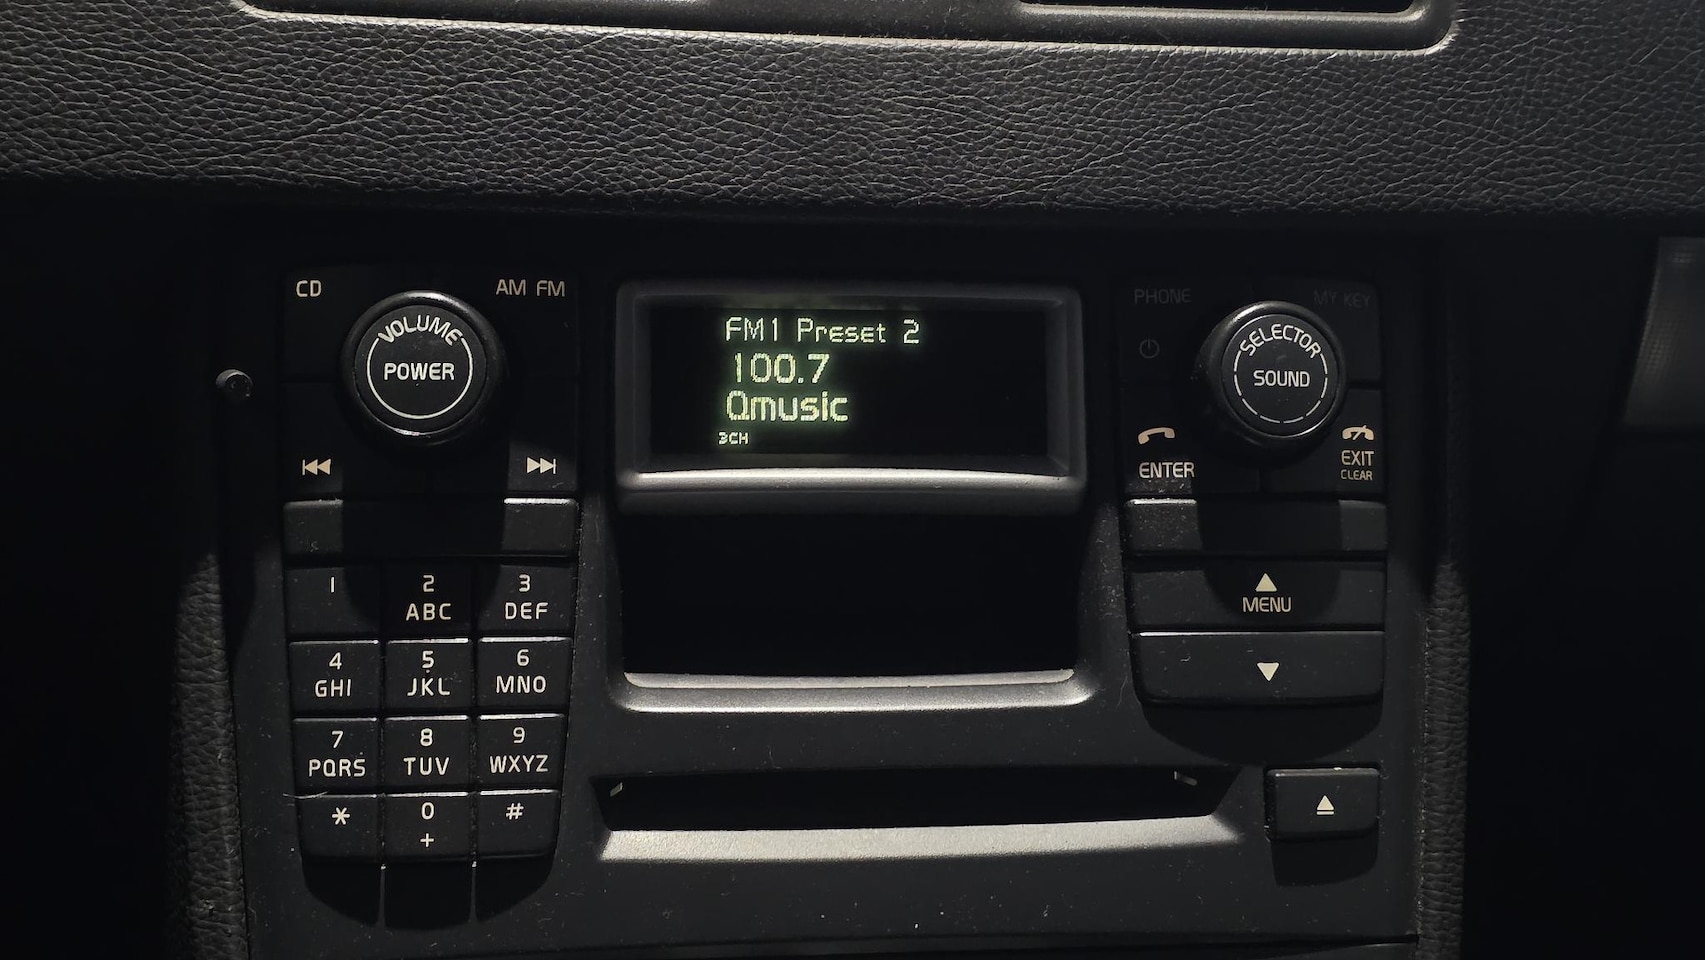 CD
AM FM
VOLUME
POWER
FM1 Preset 2
100.7
Qmusic
3CH
PHONE
MY KEY
SELECTOR
SOUND
ENTER
EXIT
CLEAR
1
2
ABC
3
DEF
4
GHI
5
JKL
6
MNO
7
PQRS
8
TUV
9
WXYZ
*
0
+
#
MENU